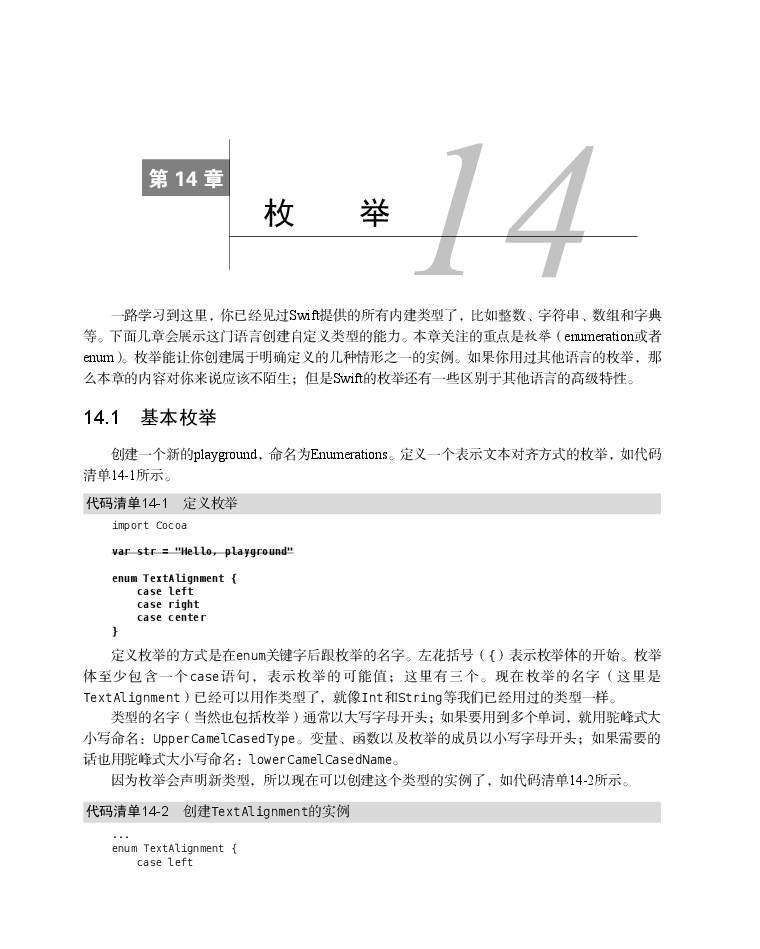 第 14 章
枚 举
14
一路学习到这里，你已经见过Swift提供的所有内建类型了，比如整数、字符串、数组和字典
等。下面几章会展示这门语言创建自定义类型的能力。本章关注的重点是枚举（enumeration或者
enum）。枚举能让你创建属于明确定义的几种情形之一的实例。如果你用过其他语言的枚举，那
么本章的内容对你来说应该不陌生；但是Swift的枚举还有一些区别于其他语言的高级特性。
14.1 基本枚举
创建一个新的playground，命名为Enumerations。定义一个表示文本对齐方式的枚举，如代码
清单14-1所示。
代码清单14-1 定义枚举
import Cocoa
var str = "Hello, playground"
enum TextAlignment {
case left
case right
case center
}
定义枚举的方式是在enum关键字后跟枚举的名字。左花括号（{）表示枚举体的开始。枚举
体至少包含一个case语句，表示枚举的可能值；这里有三个。现在枚举的名字（这里是
TextAlignment）已经可以用作类型了，就像Int和String等我们已经用过的类型一样。
类型的名字（当然也包括枚举）通常以大写字母开头；如果要用到多个单词，就用驼峰式大
小写命名：UpperCamelCasedType。变量、函数以及枚举的成员以小写字母开头；如果需要的
话也用驼峰式大小写命名：lowerCamelCasedName。
因为枚举会声明新类型，所以现在可以创建这个类型的实例了，如代码清单14-2所示。
代码清单14-2 创建TextAlignment的实例
...
enum TextAlignment {
case left